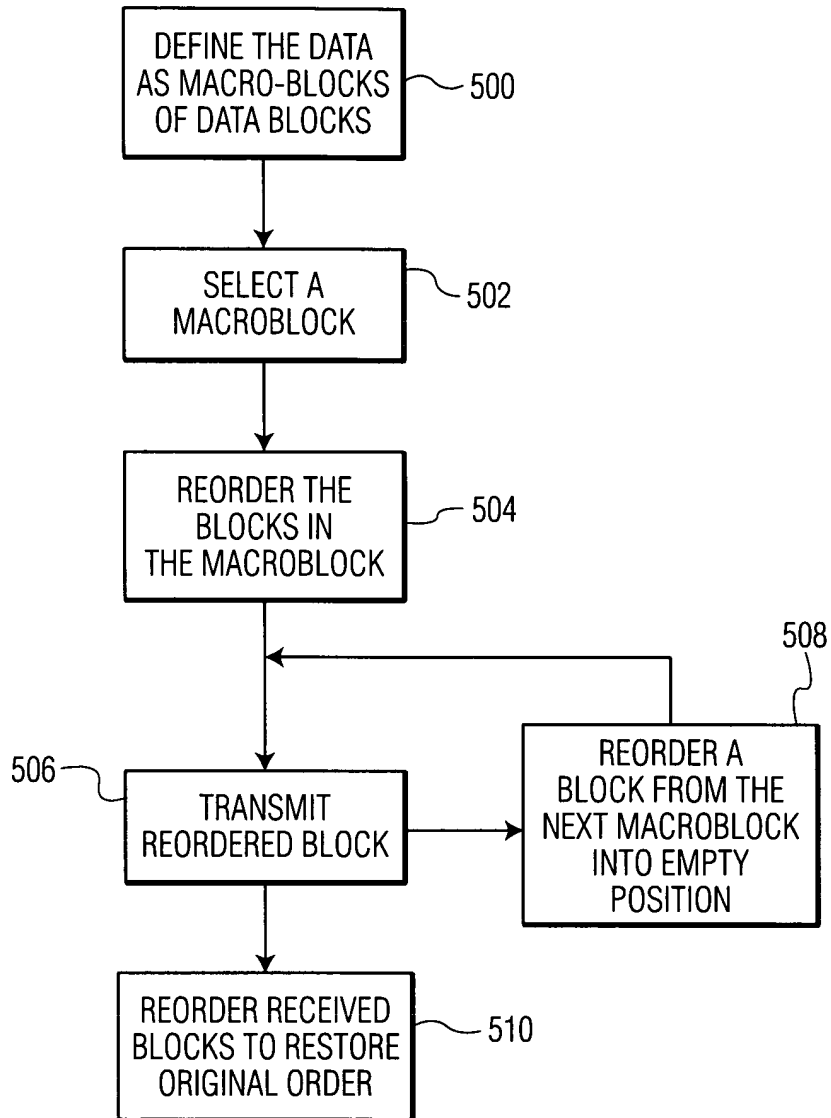 DEFINE THE DATA
AS MACRO-BLOCKS
OF DATA BLOCKS
500
SELECT A
MACROBLOCK
502
REORDER THE
BLOCKS IN
THE MACROBLOCK
504
508
506
TRANSMIT
REORDERED BLOCK
REORDER A
BLOCK FROM THE
NEXT MACROBLOCK
INTO EMPTY
POSITION
REORDER RECEIVED
BLOCKS TO RESTORE
ORIGINAL ORDER
510